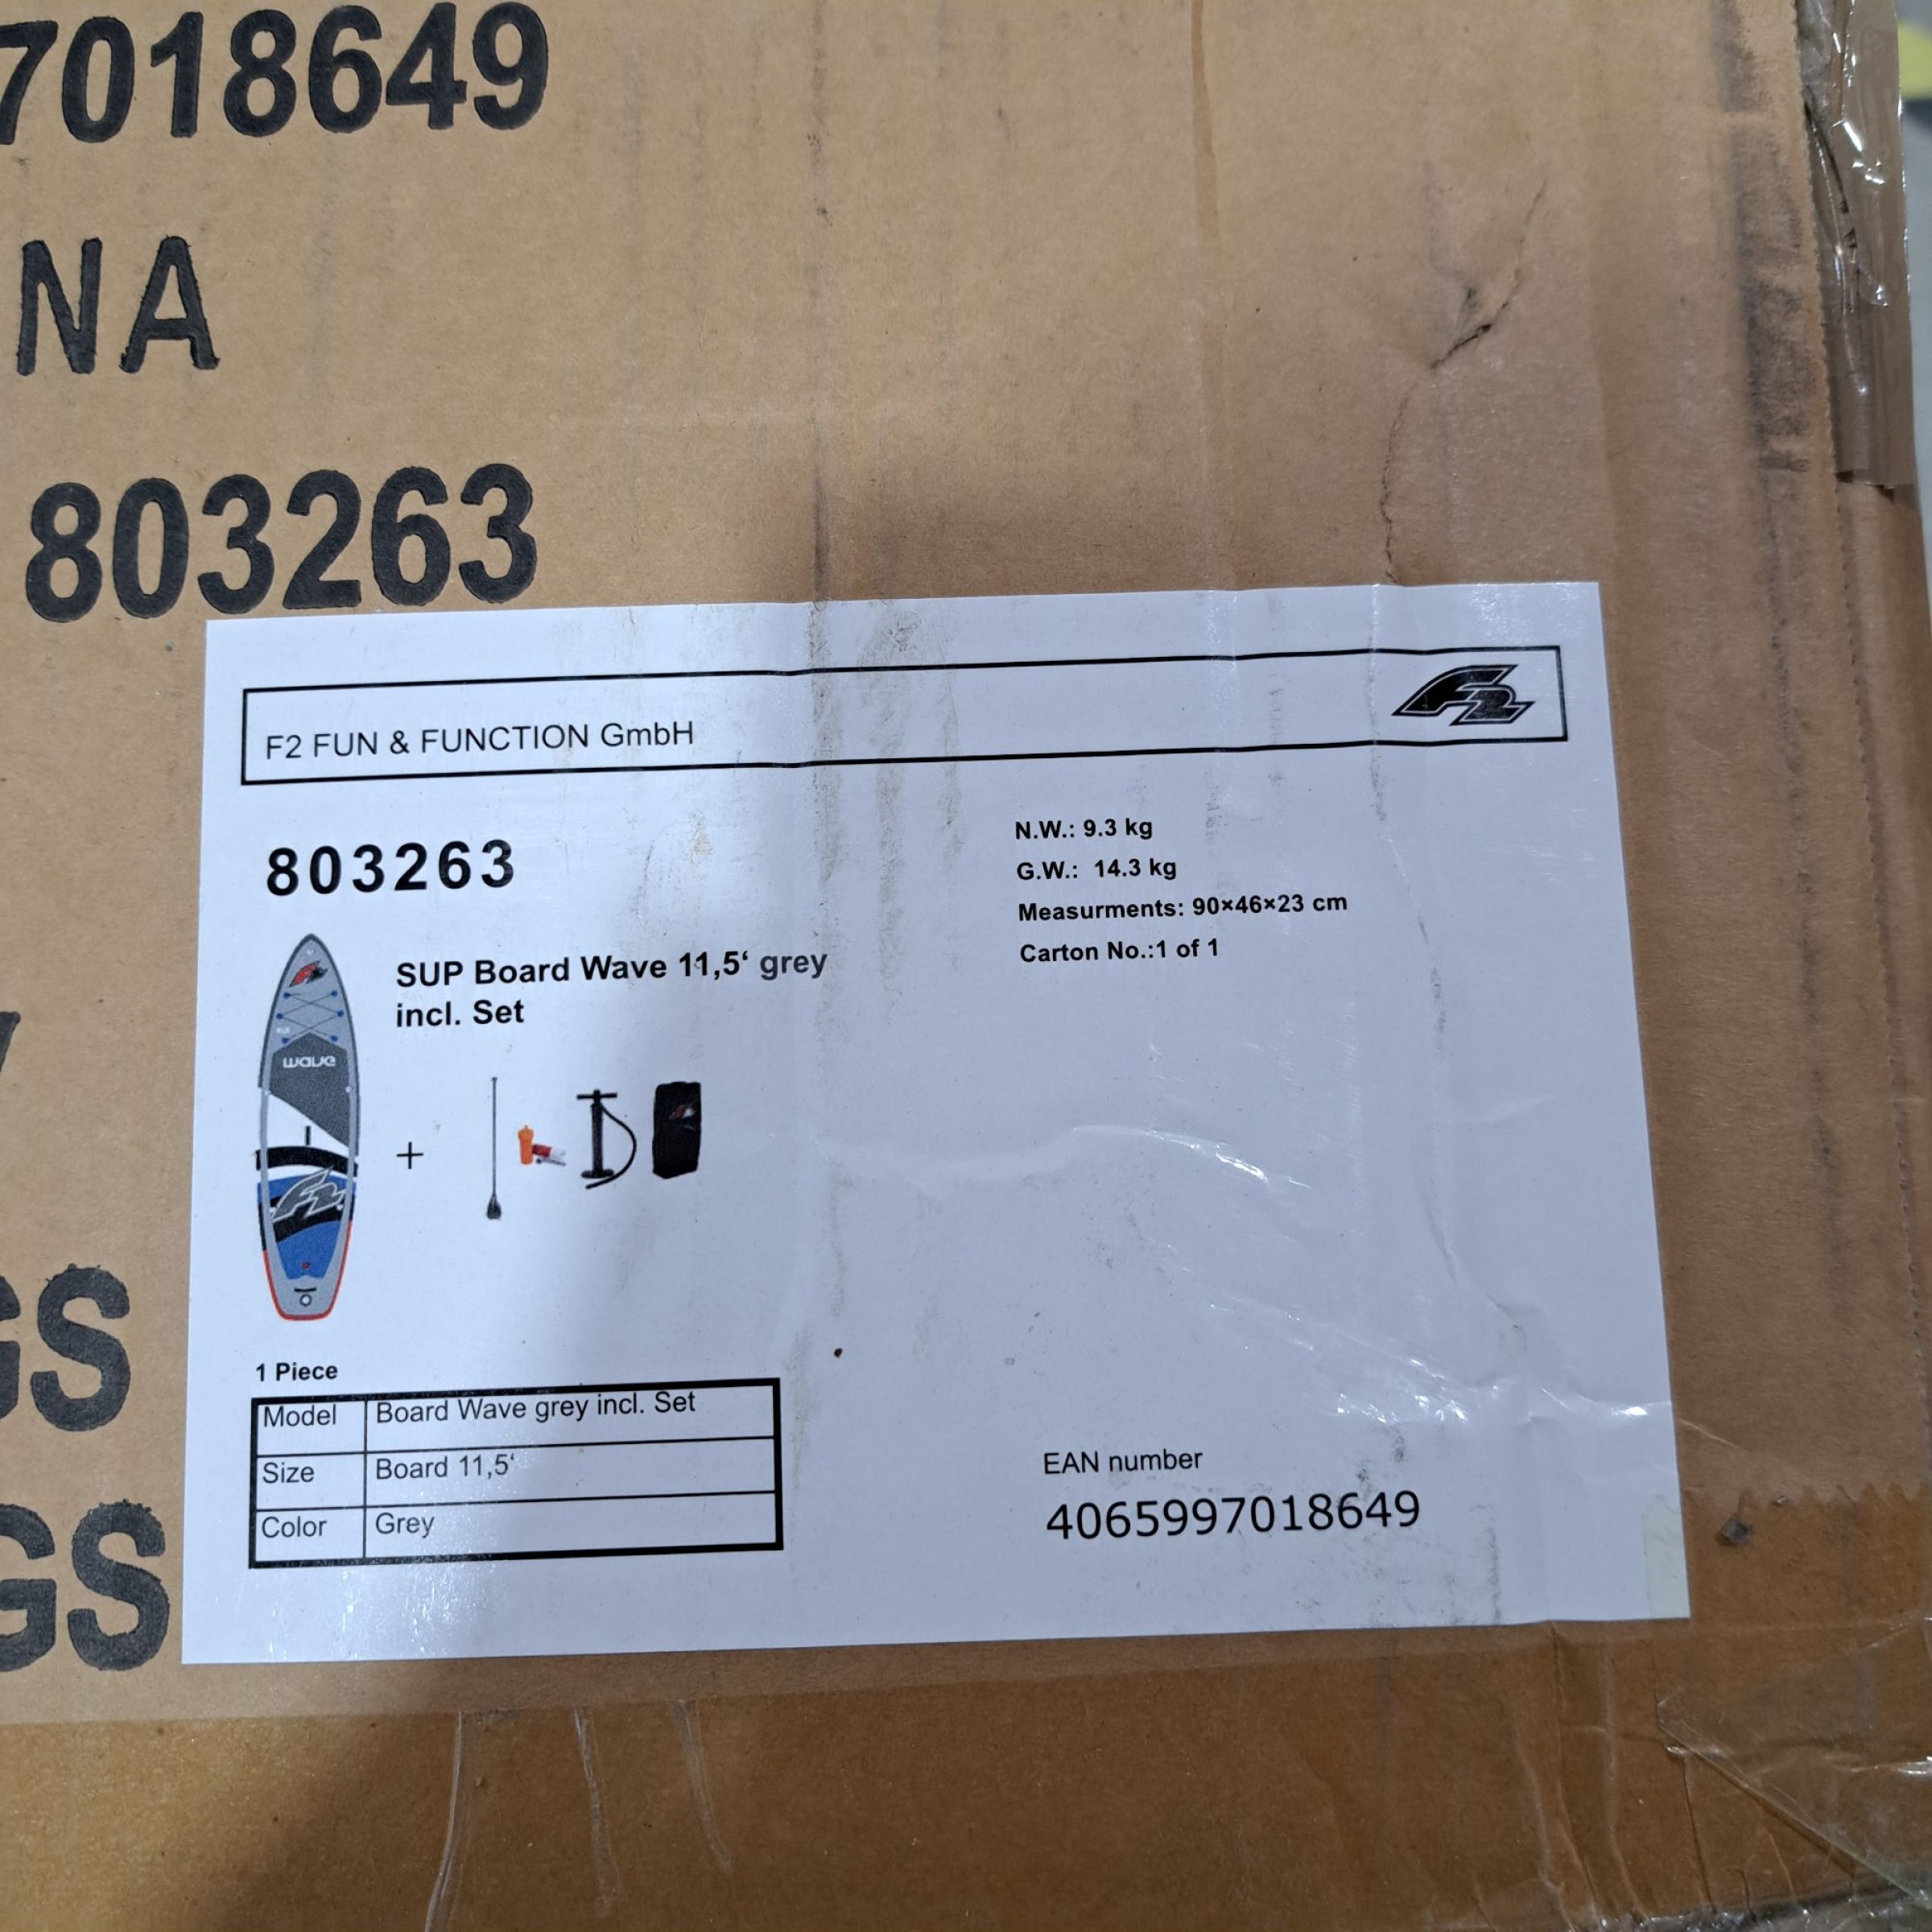 7018649
NA
803263
F2 FUN & FUNCTION GmbH
F2
803263
N.W.: 9.3 kg
G.W.: 14.3 kg
Measurments: 90×46×23 cm
Carton No.:1 of 1
SUP Board Wave 11,5‘ grey
incl. Set
wave
+
F2
1 Piece
Model Board Wave grey incl. Set
Size Board 11,5‘
Color Grey
EAN number
4065997018649
GS
GS